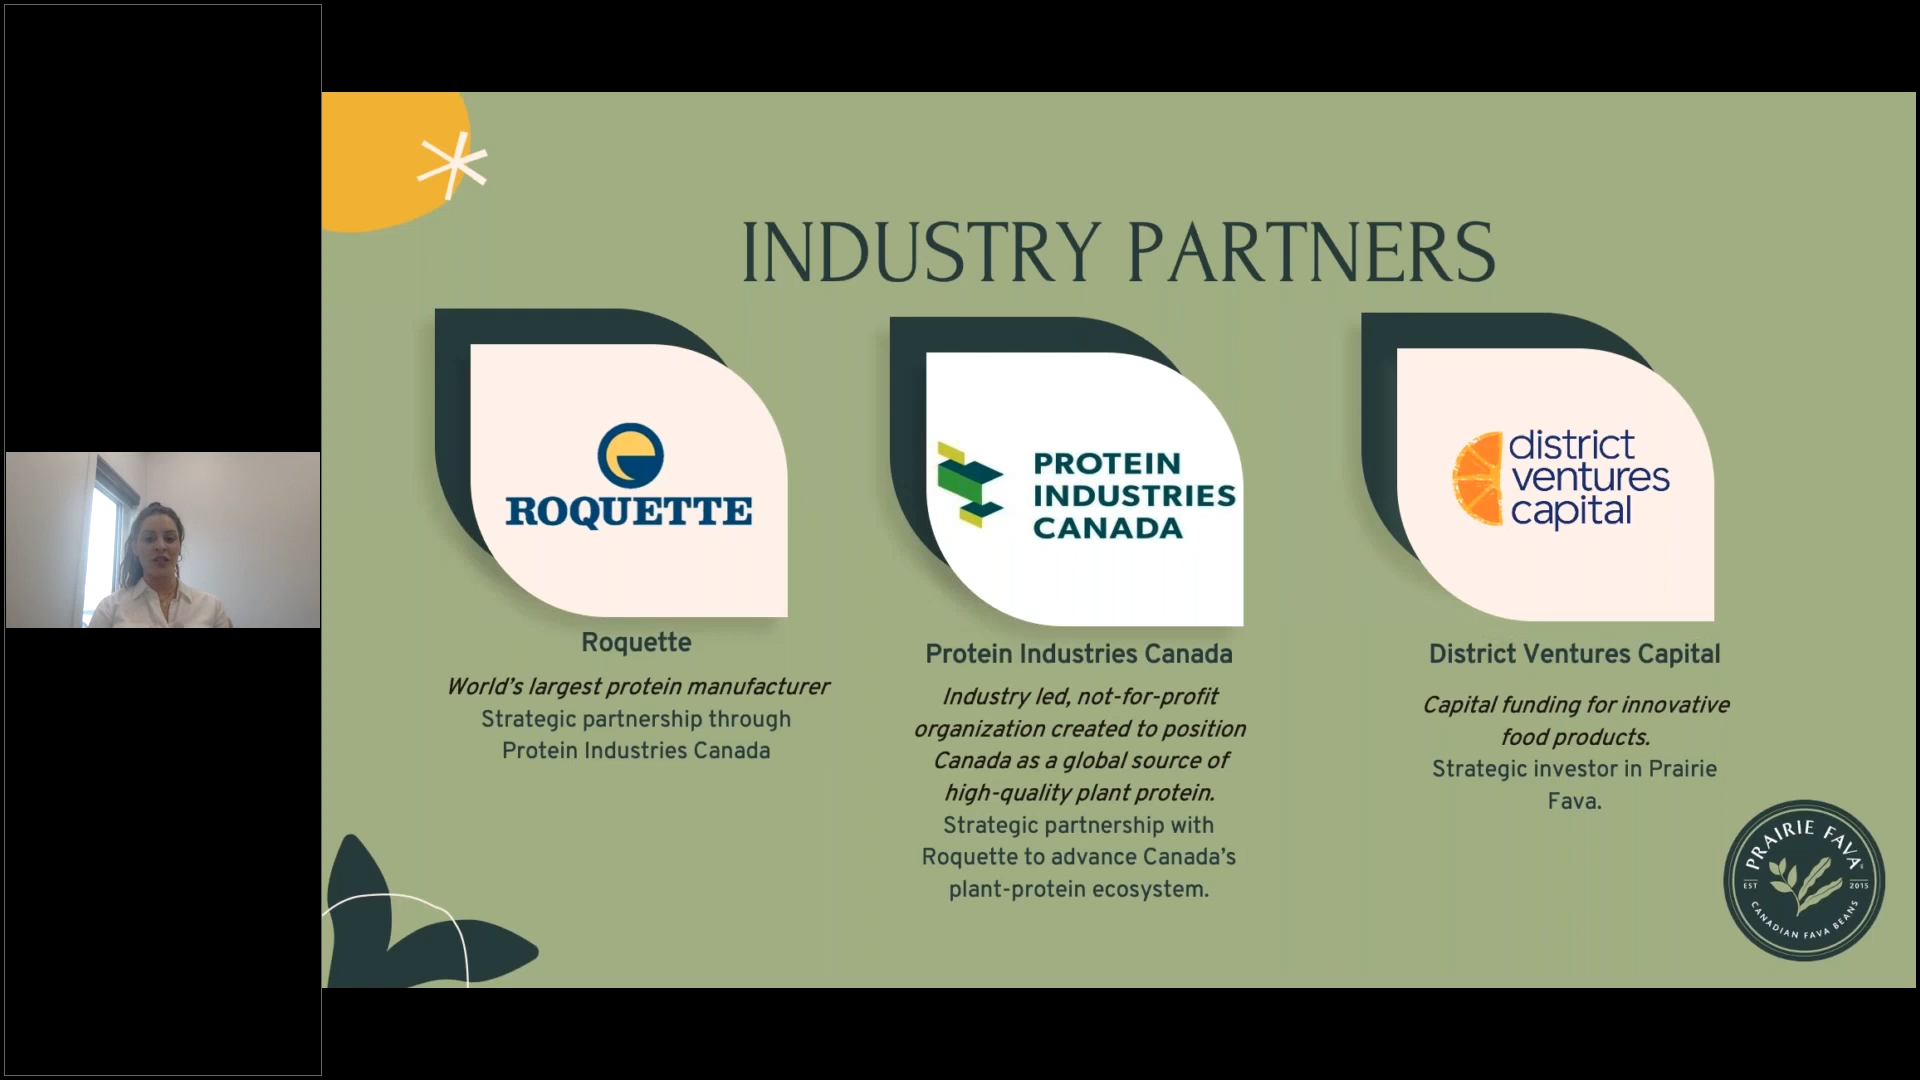 INDUSTRY PARTNERS
ROQUETTE
Roquette
World's largest protein manufacturer
Strategic partnership through
Protein Industries Canada
PROTEIN
INDUSTRIES
CANADA
Protein Industries Canada
Industry led, not-for-profit
organization created to position
Canada as a global source of
high-quality plant protein.
Strategic partnership with
Roquette to advance Canada's
plant-protein ecosystem.
district
ventures
capital
District Ventures Capital
Capital funding for innovative
food products.
Strategic investor in Prairie
Fava.
PRAIRIE FAVA
EST 2015
CANADIAN FAVA BEANS